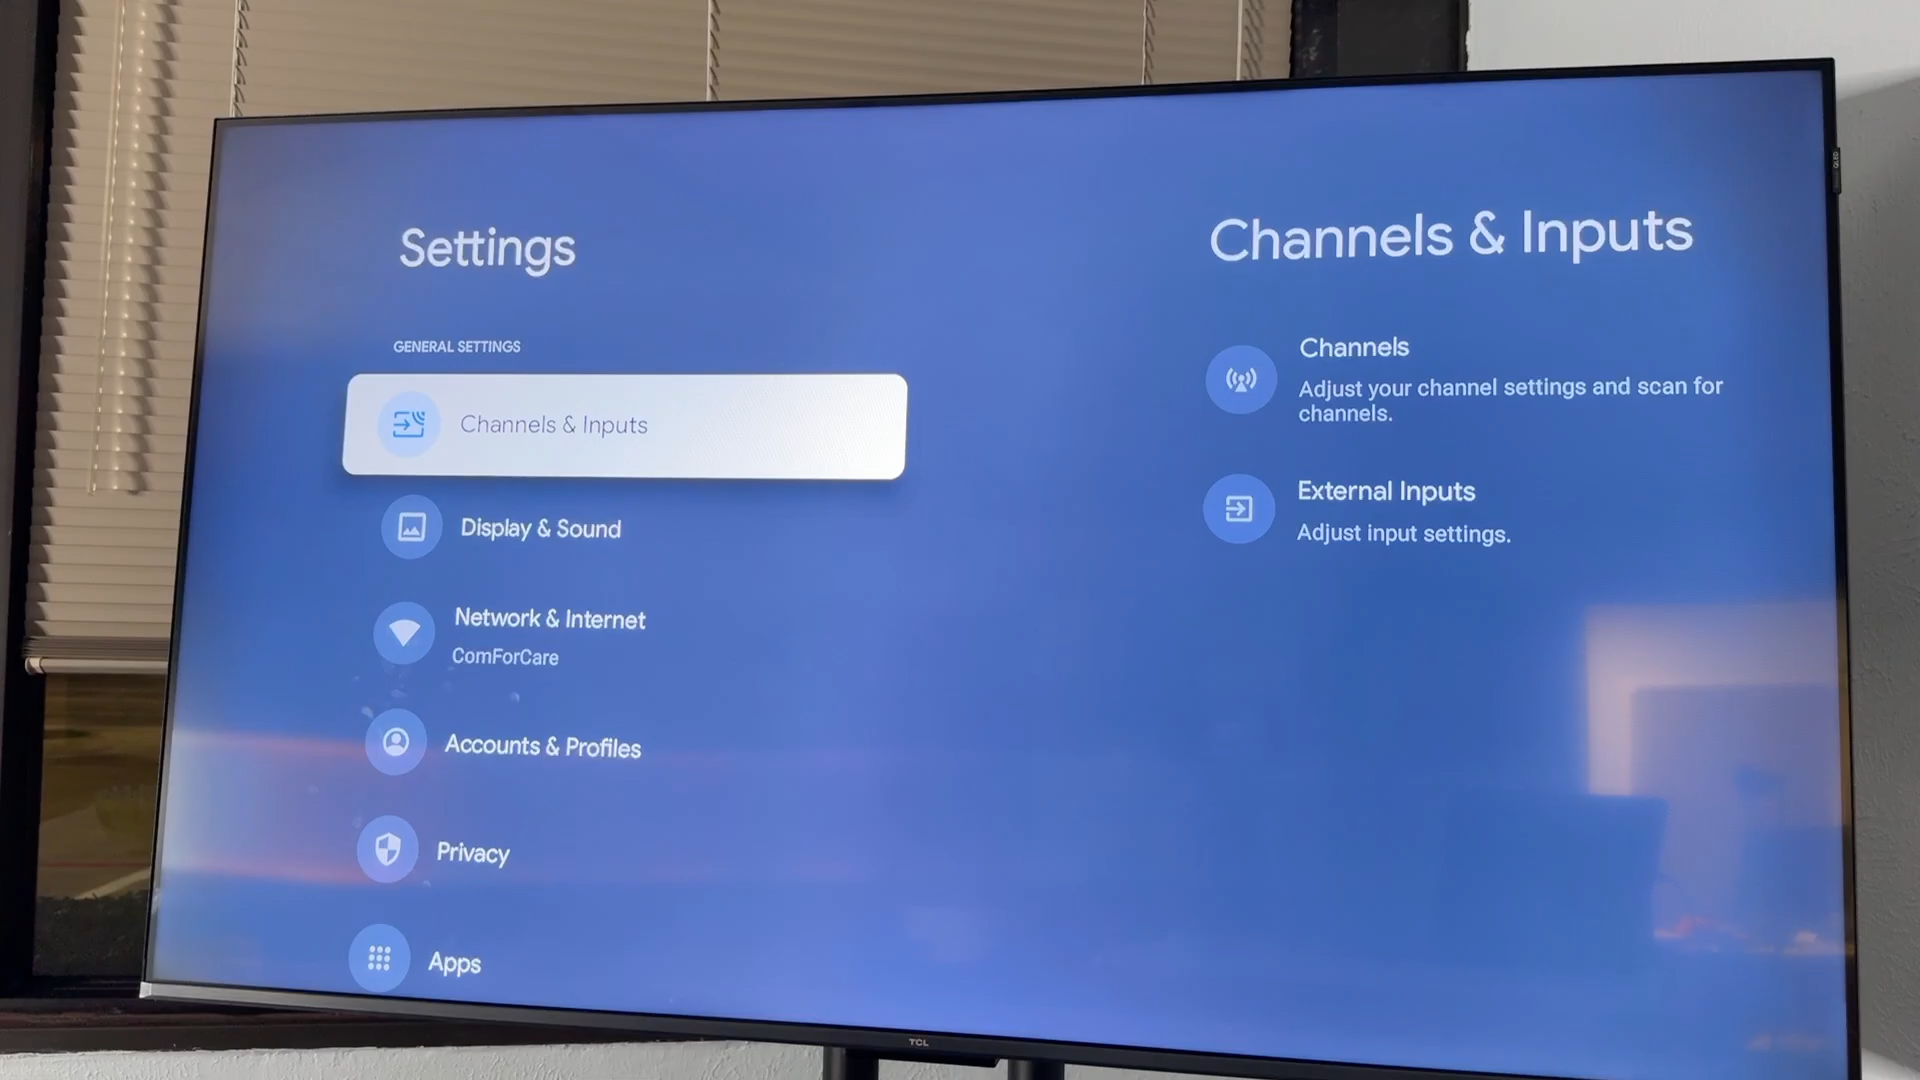 Settings
GENERAL SETTINGS
Channels & Inputs
Display & Sound
Network & Internet
ComForCare
Accounts & Profiles
Privacy
Apps
Channels & Inputs
Channels
Adjust your channel settings and scan for
channels.
External Inputs
Adjust input settings.
TCL
QLED